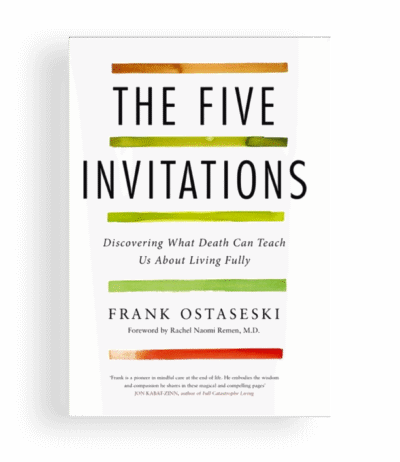 THE FIVE
INVITATIONS
Discovering What Death Can Teach
Us About Living Fully
FRANK OSTASESKI
Foreword by Rachel Naomi Remen, M.D.
‘Frank is a pioneer in mindful care at the end of life. He embodies the wisdom
and compassion he shares in these magical and compelling pages’
JON KABAT-ZINN, author of Full Catastrophe Living